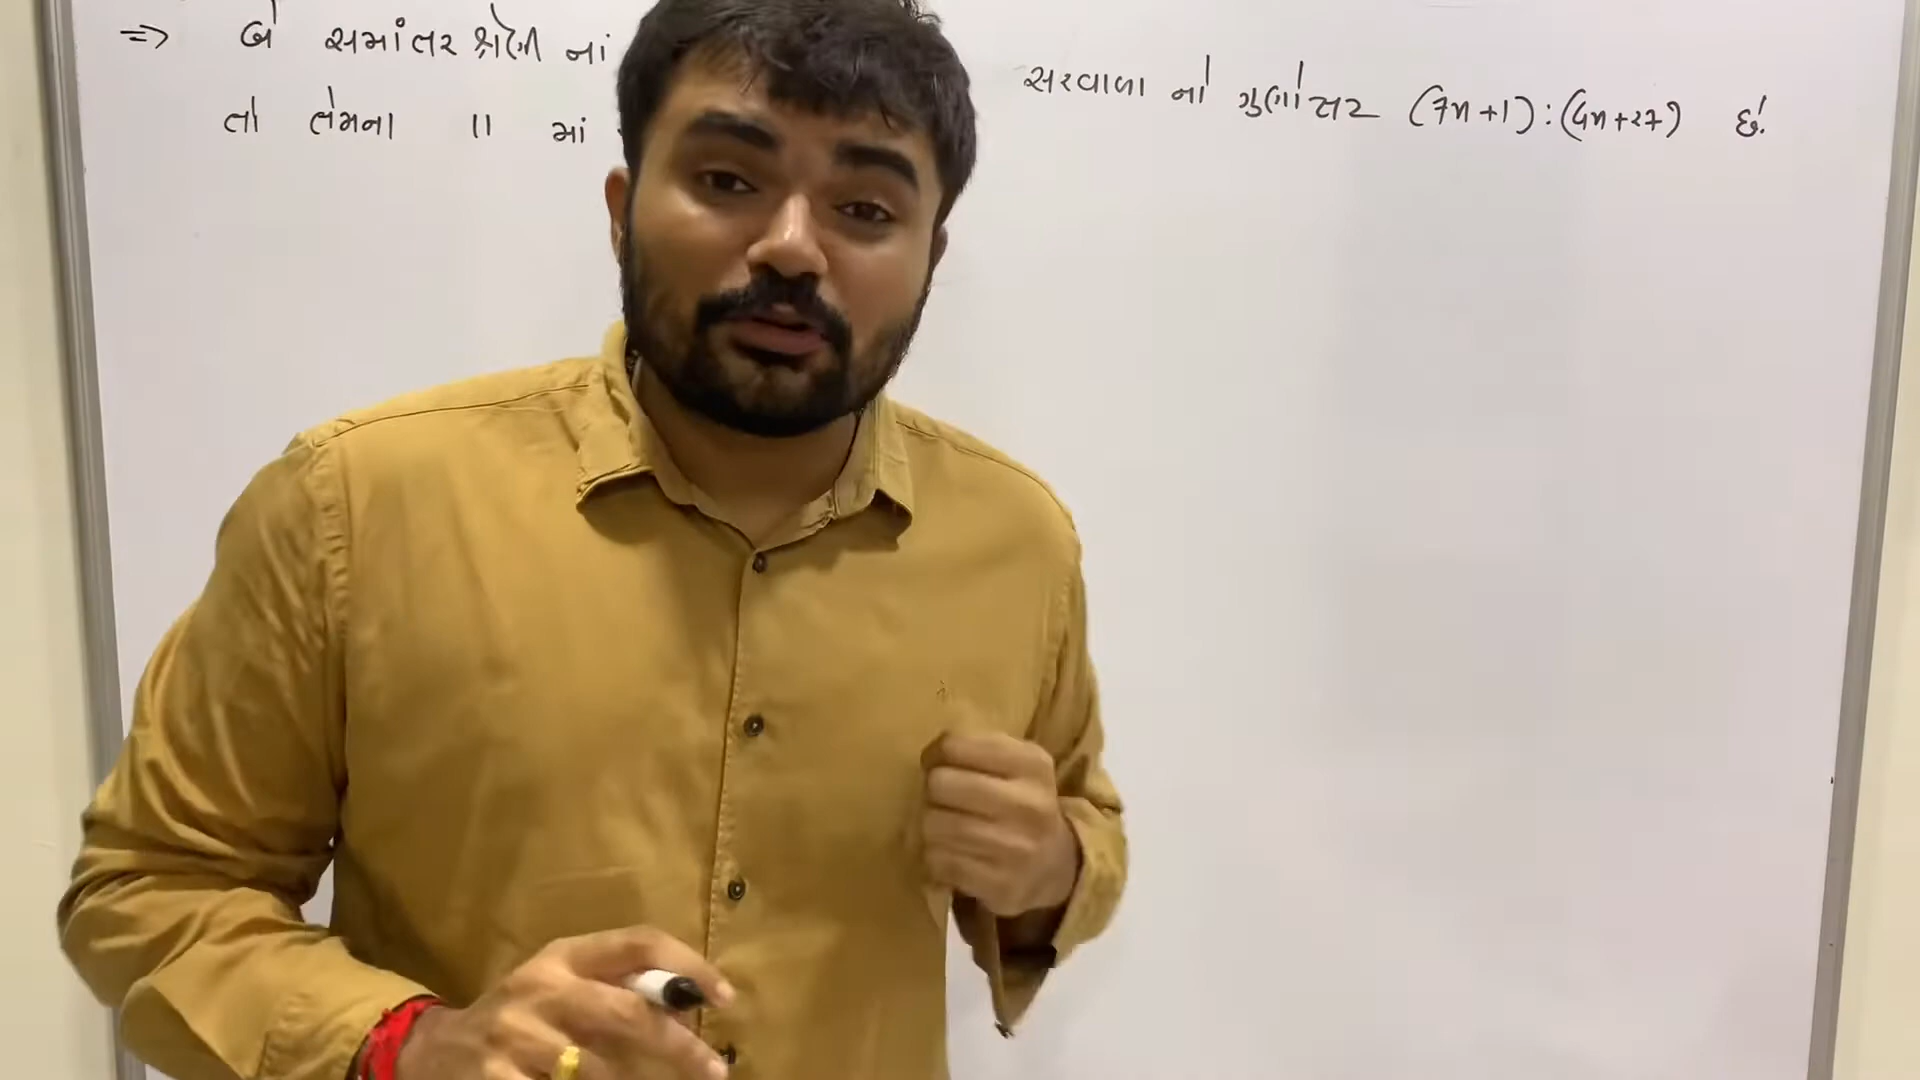 => બે સમાંતર શ્રેણી નાં સરવાળા નો ગુણોત્તર (7n+1):(4n+27) છે.
તો તેમના 11 માં